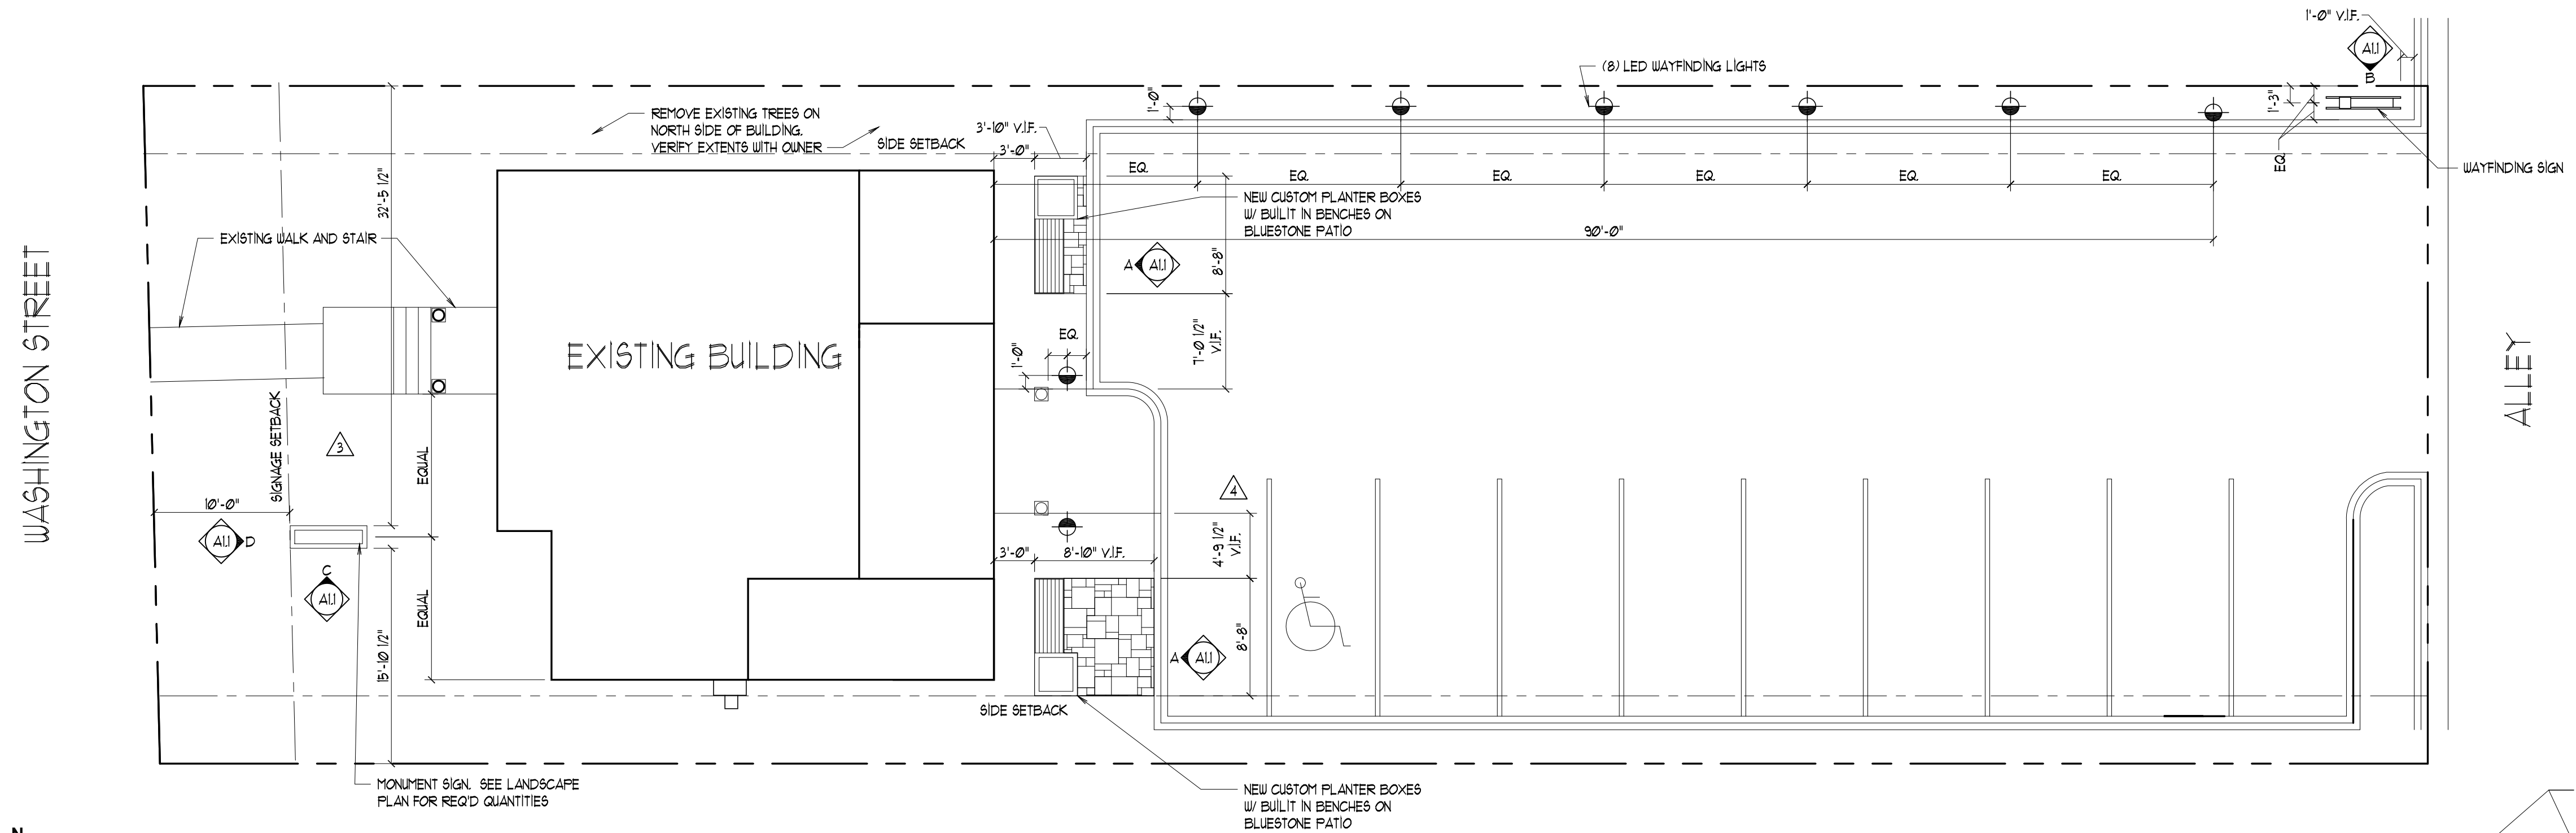 1'-0" V.I.F.
A1.1
B
(8) LED WAYFINDING LIGHTS
1'-0"
1'-3"
EQ.
WAYFINDING SIGN
REMOVE EXISTING TREES ON
NORTH SIDE OF BUILDING.
VERIFY EXTENTS WITH OWNER
SIDE SETBACK
3'-10" V.I.F.
3'-0"
EQ.
EQ.
EQ.
EQ.
EQ.
EQ.
32'-5 1/2"
NEW CUSTOM PLANTER BOXES
W/ BUILIT IN BENCHES ON
BLUESTONE PATIO
90'-0"
EXISTING WALK AND STAIR
A
A1.1
8'-8"
WASHINGTON STREET
EXISTING BUILDING
EQ.
1'-0"
7'-0 1/2"
V.I.F.
ALLEY
SIGNAGE SETBACK
3
EQUAL
10'-0"
4
A1.1
D
3'-0"
8'-10" V.I.F.
4'-9 1/2"
V.I.F.
C
A1.1
EQUAL
15'-10 1/2"
A
A1.1
8'-8"
SIDE SETBACK
MONUMENT SIGN. SEE LANDSCAPE
PLAN FOR REQ'D QUANTITIES
NEW CUSTOM PLANTER BOXES
W/ BUILIT IN BENCHES ON
BLUESTONE PATIO
N